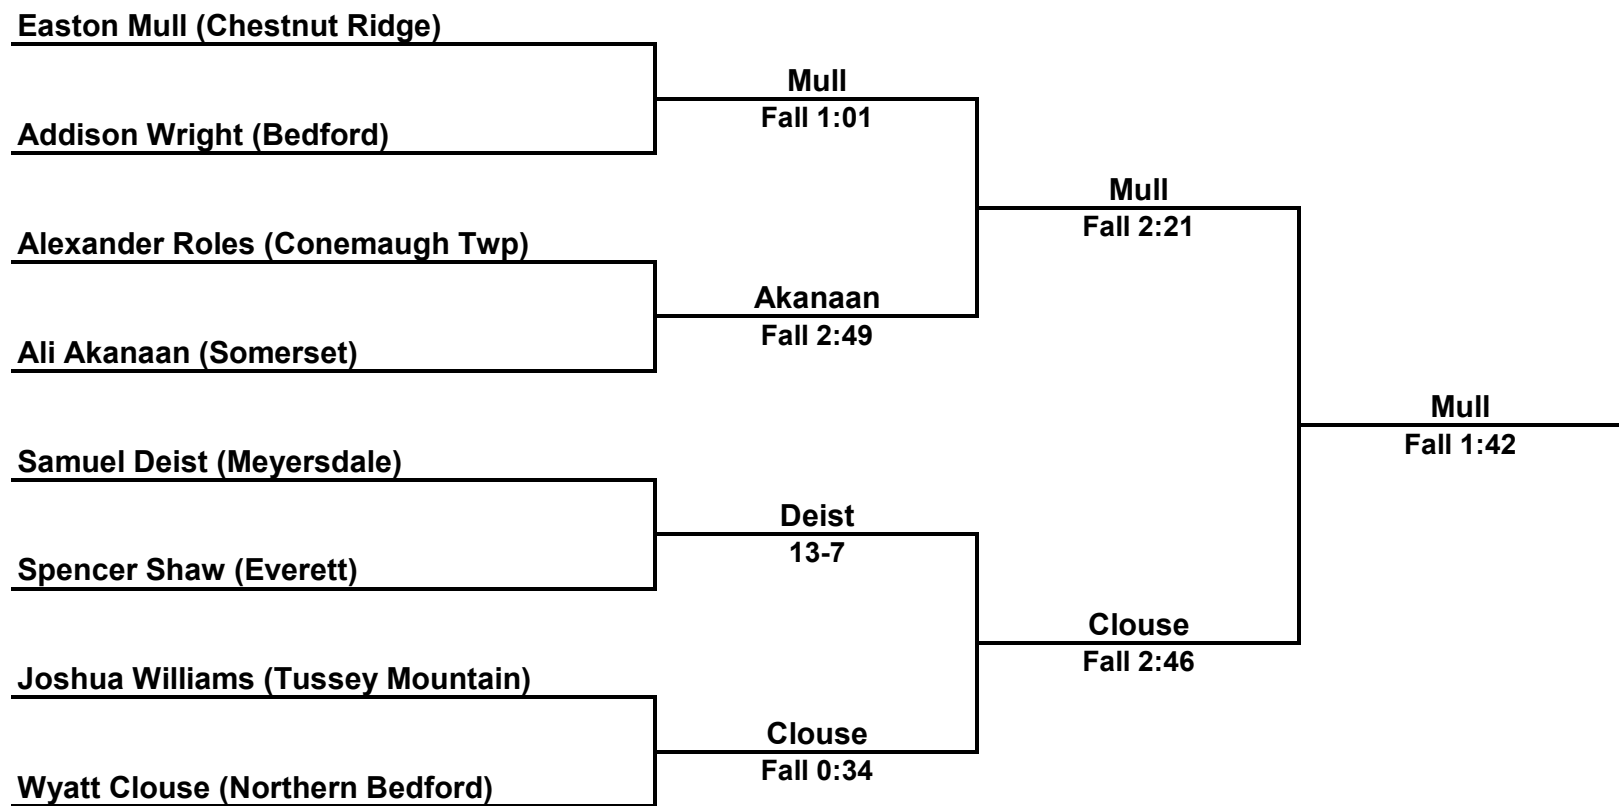 Easton Mull (Chestnut Ridge)
Mull
Fall 1:01
Addison Wright (Bedford)
Mull
Fall 2:21
Alexander Roles (Conemaugh Twp)
Akanaan
Fall 2:49
Ali Akanaan (Somerset)
Mull
Fall 1:42
Samuel Deist (Meyersdale)
Deist
13-7
Spencer Shaw (Everett)
Clouse
Fall 2:46
Joshua Williams (Tussey Mountain)
Clouse
Fall 0:34
Wyatt Clouse (Northern Bedford)